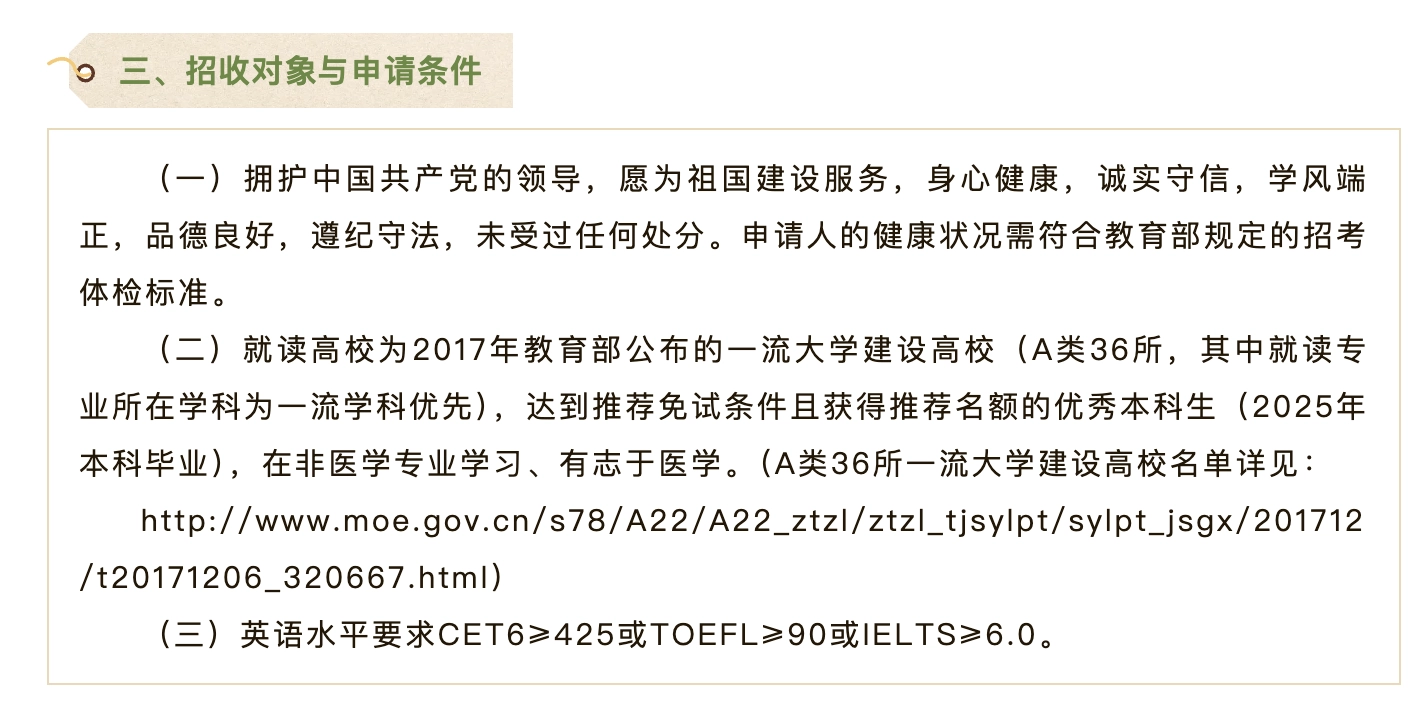 三、招收对象与申请条件
（一）拥护中国共产党的领导，愿为祖国建设服务，身心健康，诚实守信，学风端
正，品德良好，遵纪守法，未受过任何处分。申请人的健康状况需符合教育部规定的招考
体检标准。
（二）就读高校为2017年教育部公布的一流大学建设高校（A类36所，其中就读专
业所在学科为一流学科优先），达到推荐免试条件且获得推荐名额的优秀本科生（2025年
本科毕业），在非医学专业学习、有志于医学。（A类36所一流大学建设高校名单详见：
http://www.moe.gov.cn/s78/A22/A22_ztzl/ztzl_tjsylpt/sylpt_jsgx/201712
/t20171206_320667.html）
（三）英语水平要求CET6≥425或TOEFL≥90或IELTS≥6.0。